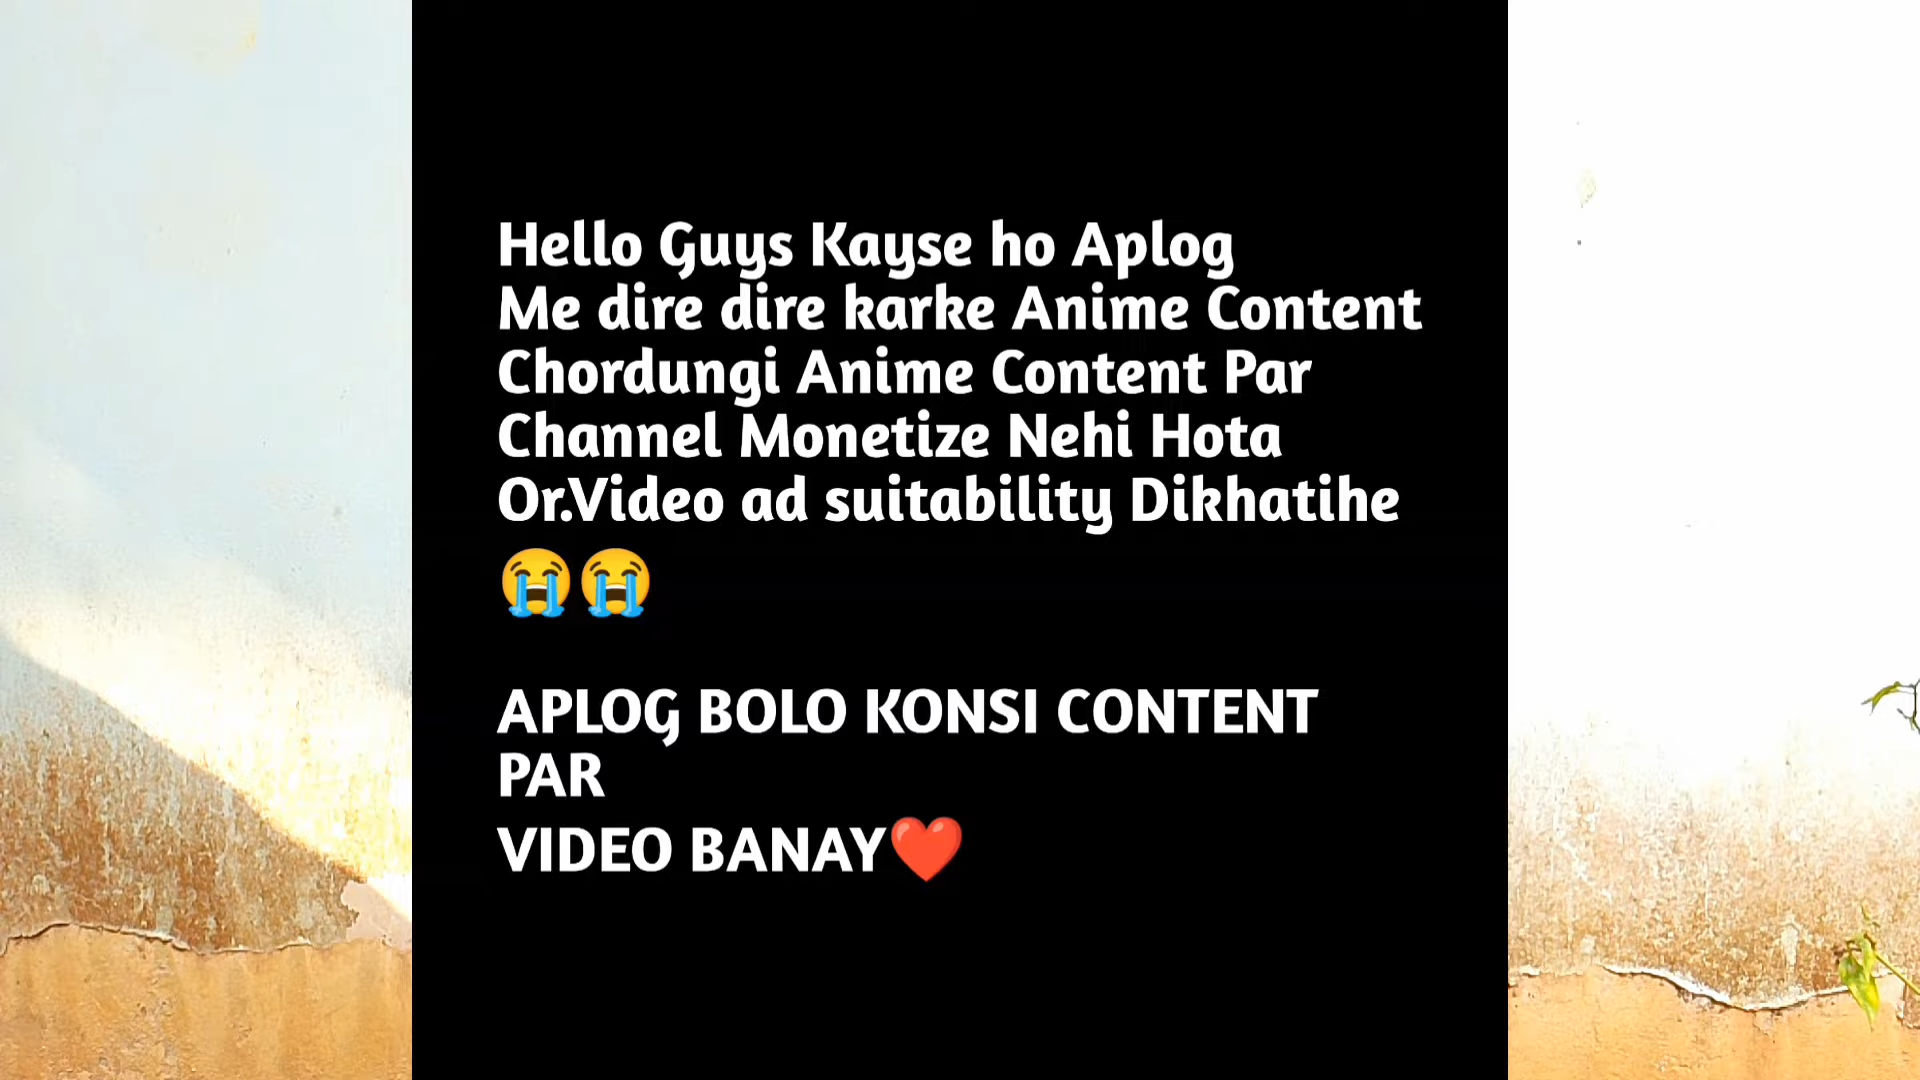 Hello Guys Kayse ho Aplog
Me dire dire karke Anime Content
Chordungi Anime Content Par
Channel Monetize Nehi Hota
Or.Video ad suitability Dikhatihe
😭😭
APLOG BOLO KONSI CONTENT
PAR
VIDEO BANAY❤️